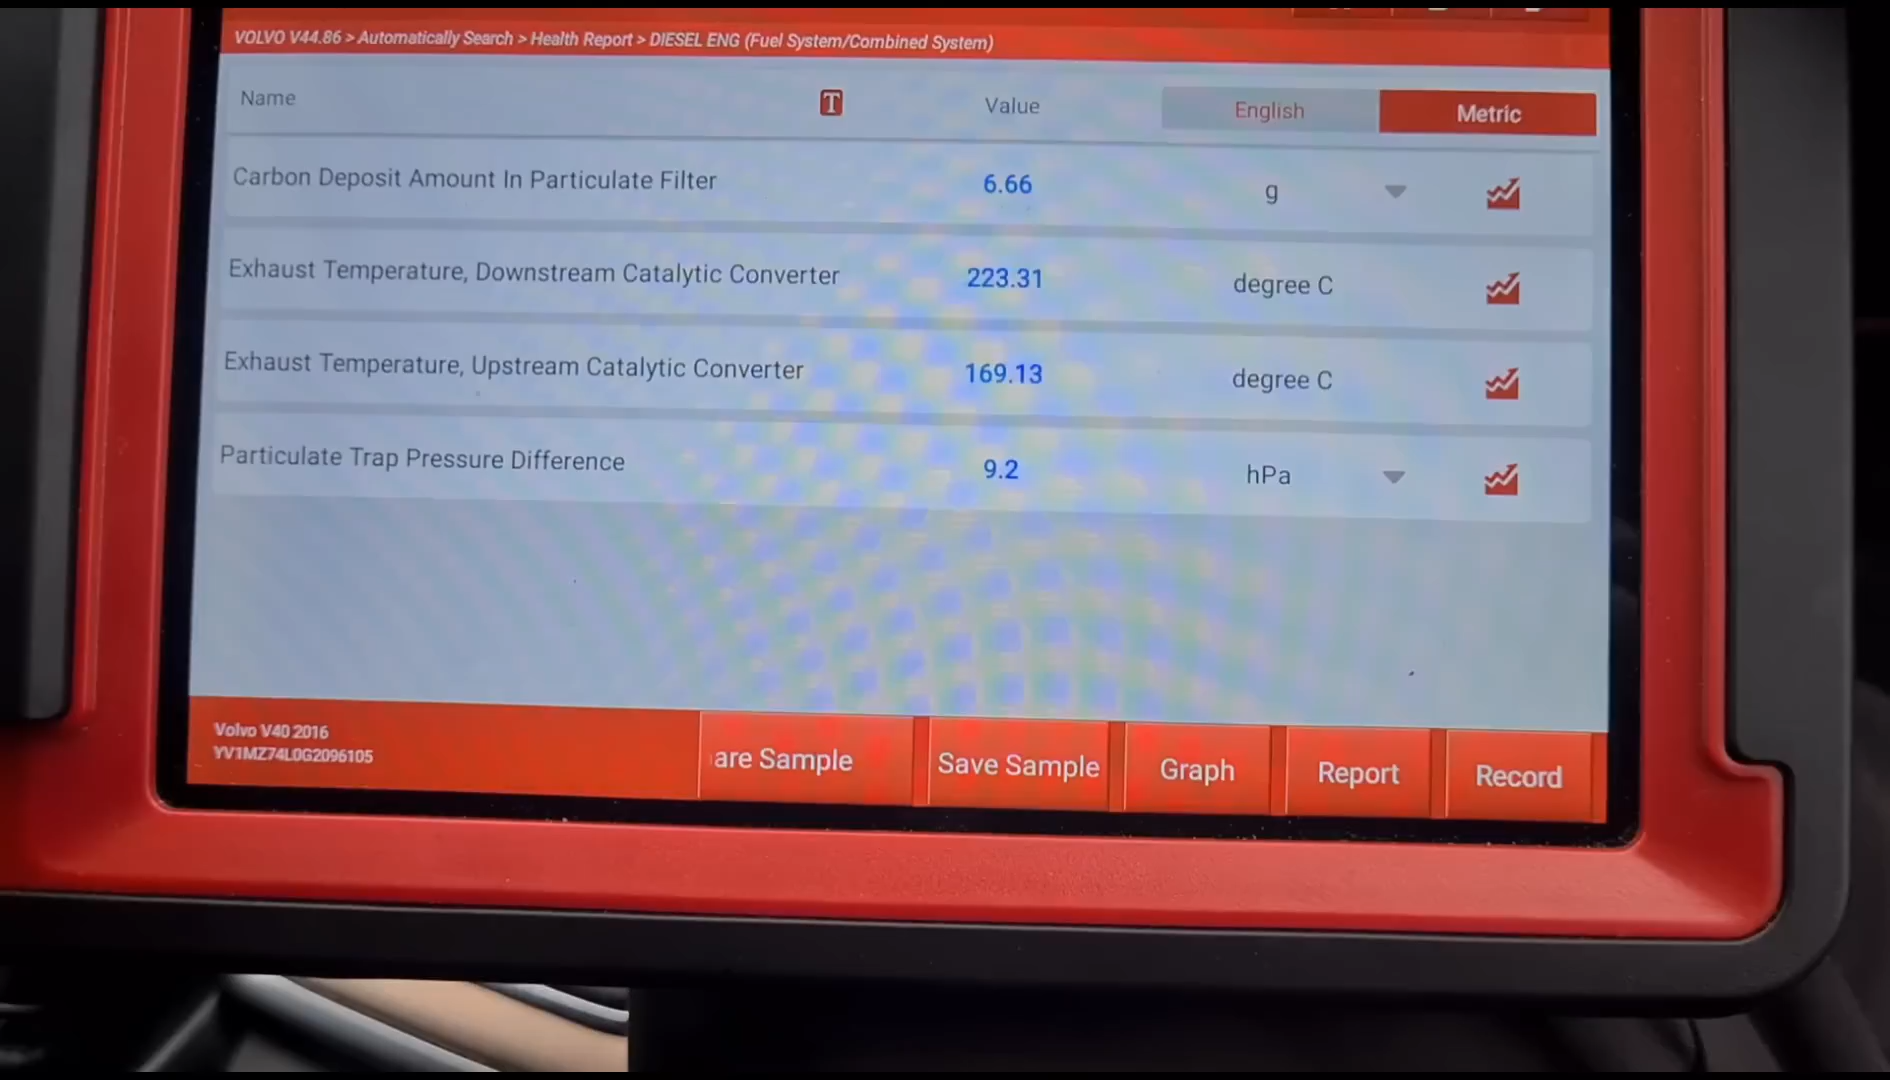 VOLVO V44.86 > Automatically Search > Health Report > DIESEL ENG (Fuel System/Combined System)
Name T Value English Metric
Carbon Deposit Amount In Particulate Filter 6.66 g
Exhaust Temperature, Downstream Catalytic Converter 223.31 degree C
Exhaust Temperature, Upstream Catalytic Converter 169.13 degree C
Particulate Trap Pressure Difference 9.2 hPa
Volvo V40 2016
YV1MZ74L0G2096105
are Sample Save Sample Graph Report Record